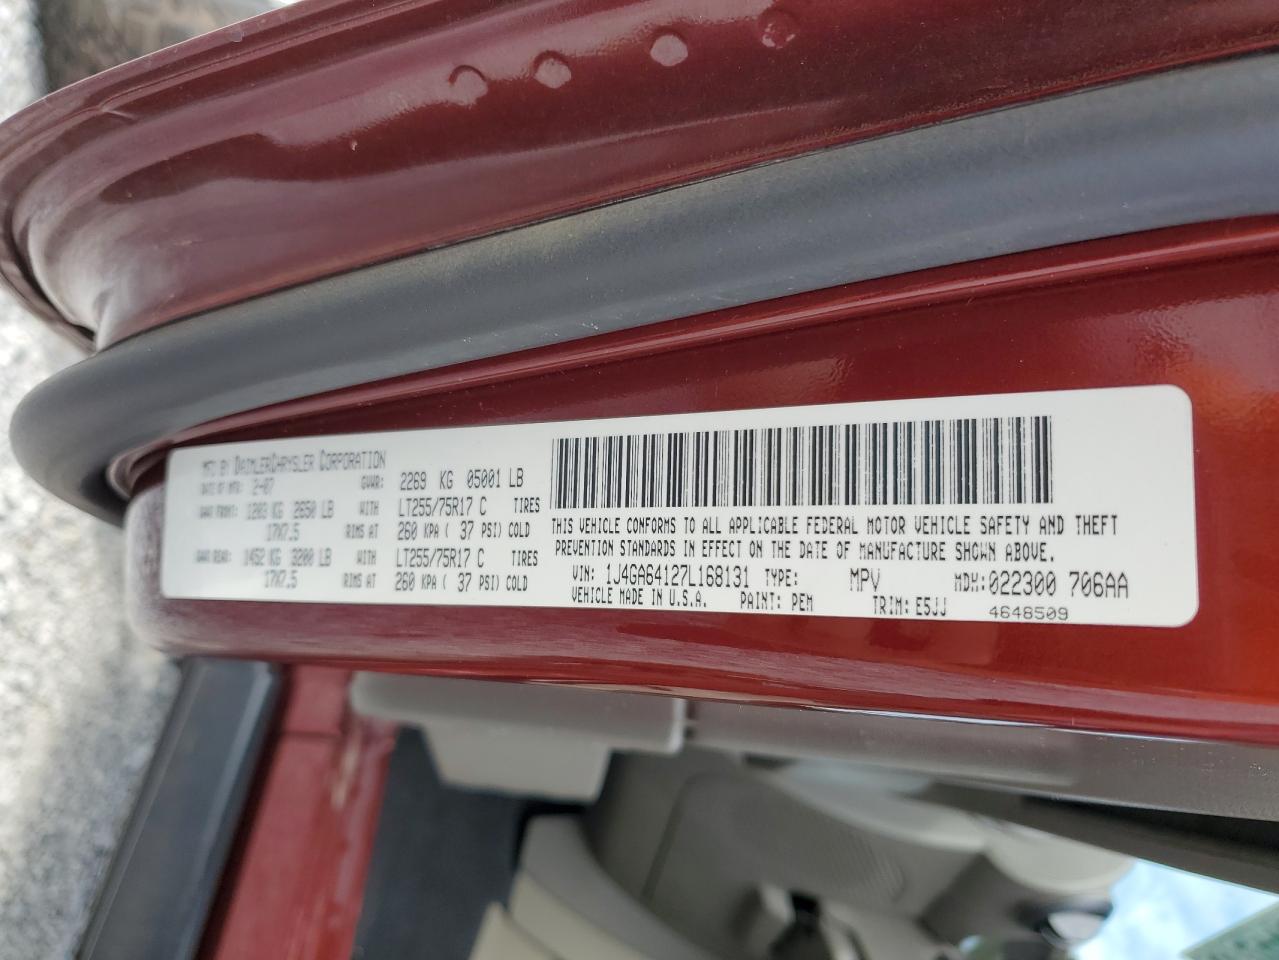 MFD BY DAIMLERCHRYSLER CORPORATION
DATE OF MFR: 2-07 GVWR: 2269 KG 05001 LB
GAWR FRONT: 1203 KG 2650 LB WITH LT255/75R17 C TIRES
17X7.5 RIMS AT 260 KPA ( 37 PSI) COLD
GAWR REAR: 1452 KG 3200 LB WITH LT255/75R17 C TIRES
17X7.5 RIMS AT 260 KPA ( 37 PSI) COLD
THIS VEHICLE CONFORMS TO ALL APPLICABLE FEDERAL MOTOR VEHICLE SAFETY AND THEFT
PREVENTION STANDARDS IN EFFECT ON THE DATE OF MANUFACTURE SHOWN ABOVE.
VIN: 1J4GA64127L168131 TYPE: MPV MDH: 022300 706AA
VEHICLE MADE IN U.S.A. PAINT: PEM TRIM: E5JJ 4648509